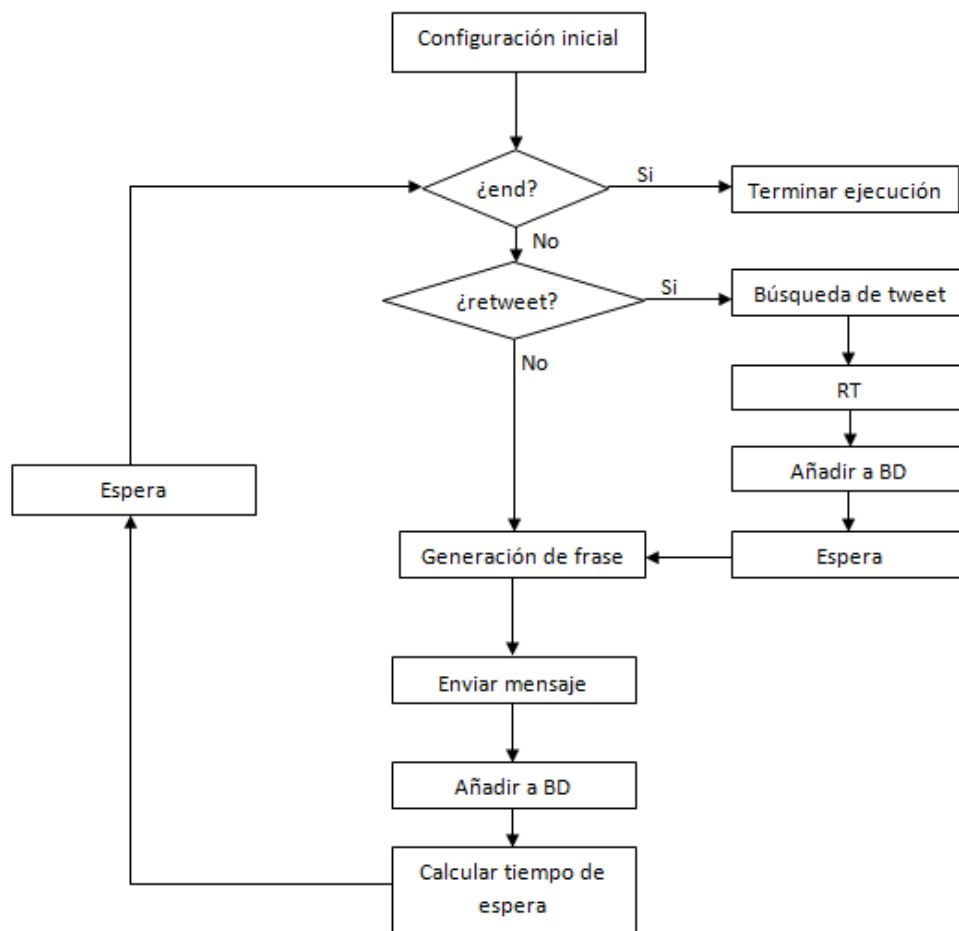 Configuración inicial
¿end?
Si
Terminar ejecución
No
¿retweet?
Si
Búsqueda de tweet
No
RT
Añadir a BD
Espera
Espera
Generación de frase
Enviar mensaje
Añadir a BD
Calcular tiempo de
espera